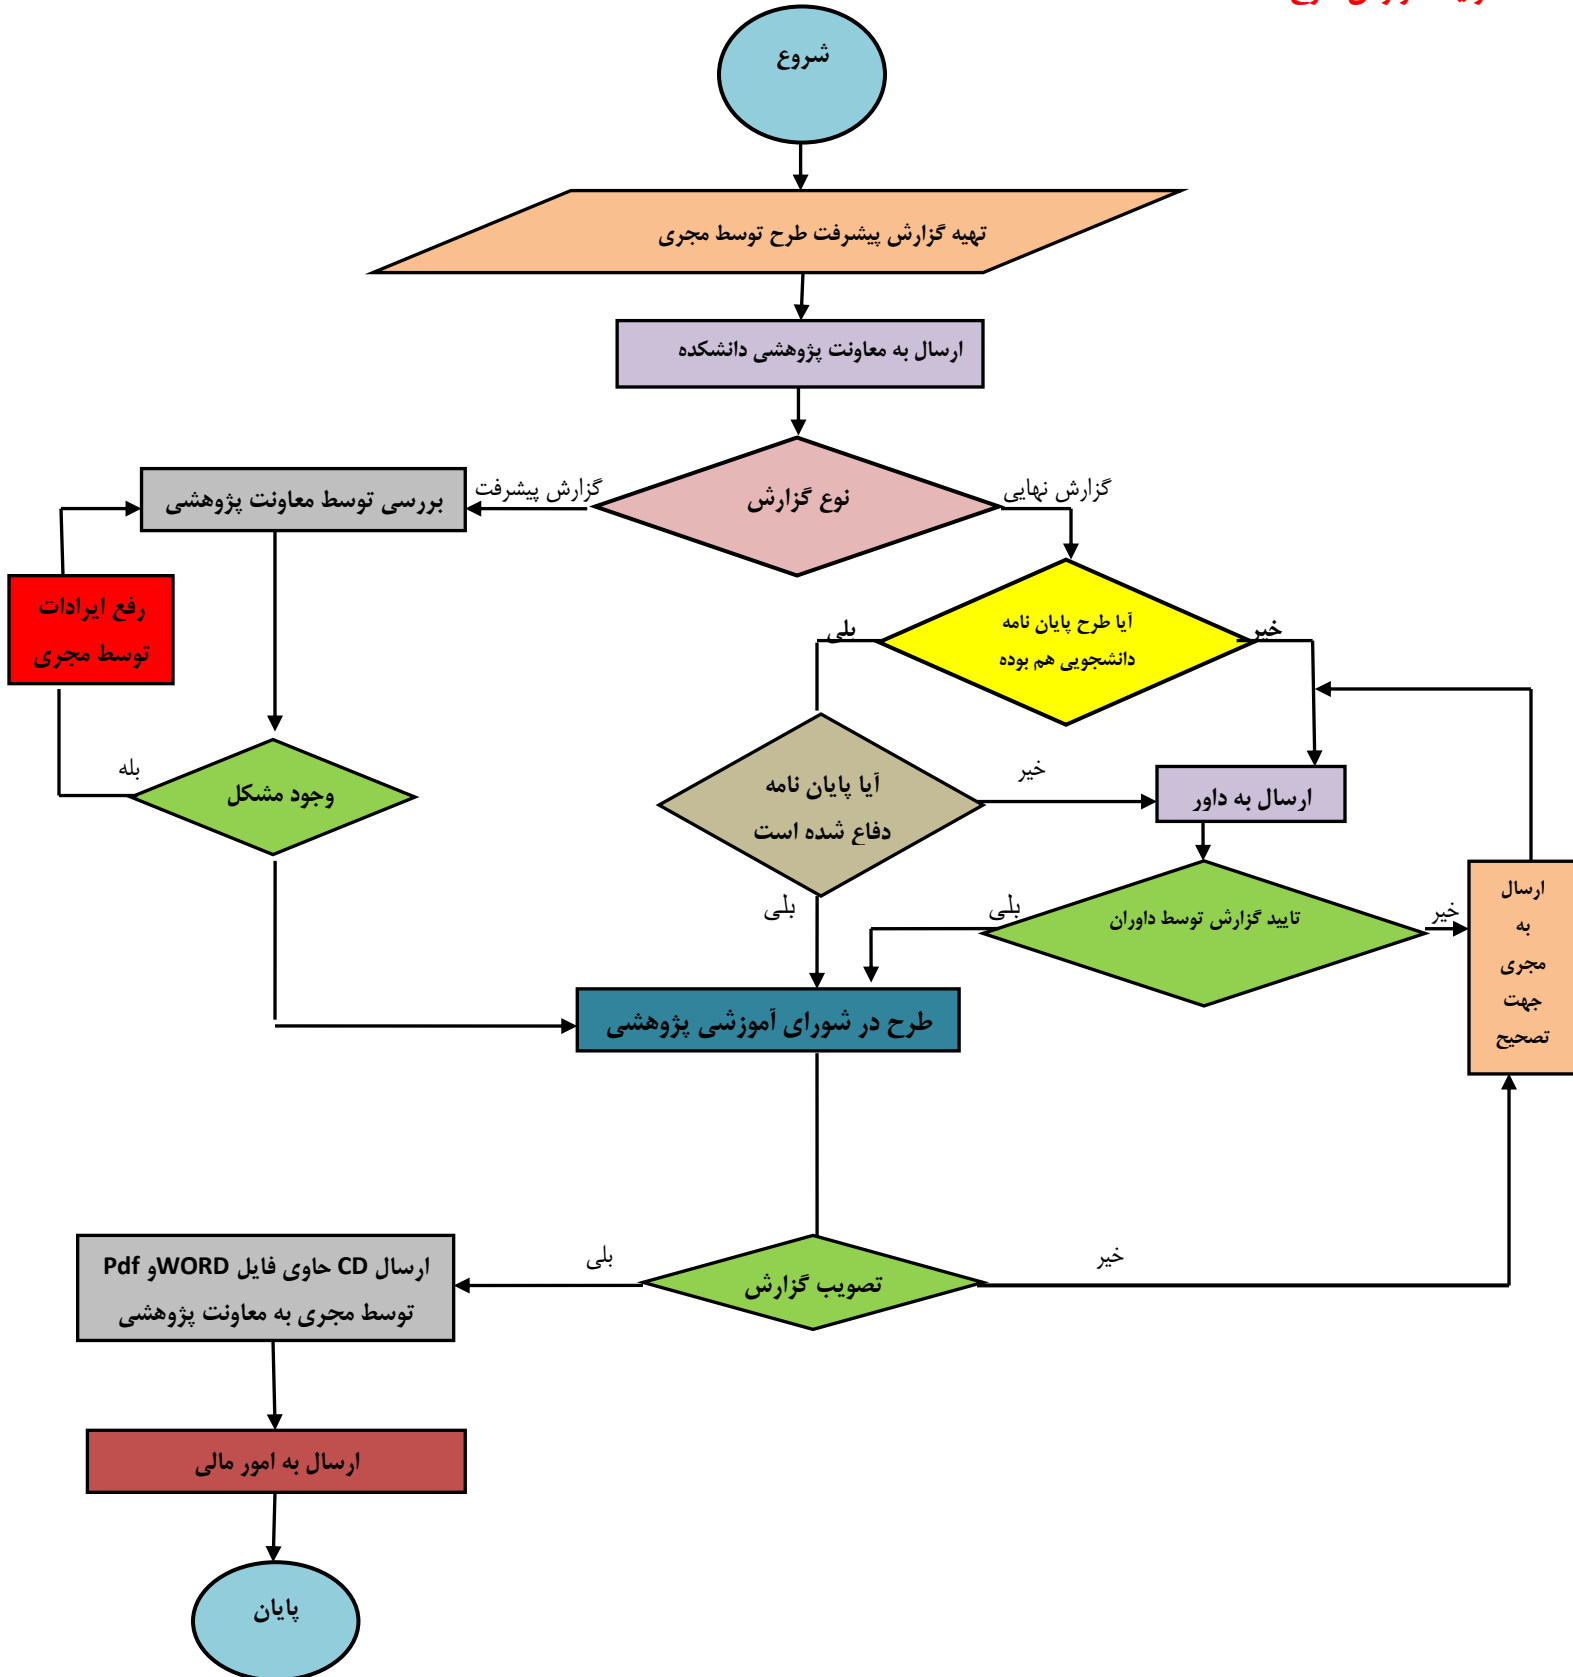 شروع
تهیه گزارش پیشرفت طرح توسط مجری
ارسال به معاونت پژوهشی دانشکده
نوع گزارش
گزارش نهایی
گزارش پیشرفت
بررسی توسط معاونت پژوهشی
رفع ایرادات
توسط مجری
آیا طرح پایان نامه
دانشجویی هم بوده
خیر
بلی
وجود مشکل
بله
آیا پایان نامه
دفاع شده است
خیر
بلی
ارسال به داور
تایید گزارش توسط داوران
بلی
خیر
ارسال
به
مجری
جهت
تصحیح
طرح در شورای آموزشی پژوهشی
تصویب گزارش
خیر
بلی
ارسال CD حاوی فایل WORDو Pdf
توسط مجری به معاونت پژوهشی
ارسال به امور مالی
پایان